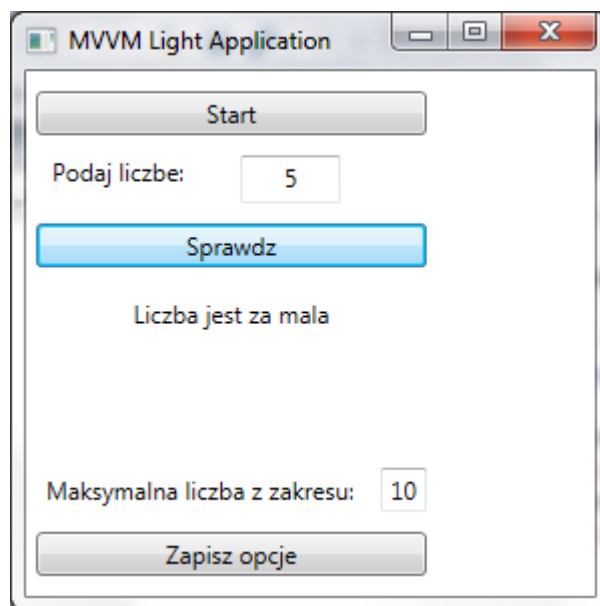 MVVM Light Application
Start
Podaj liczbe: 5
Sprawdz
Liczba jest za mala
Maksymalna liczba z zakresu: 10
Zapisz opcje